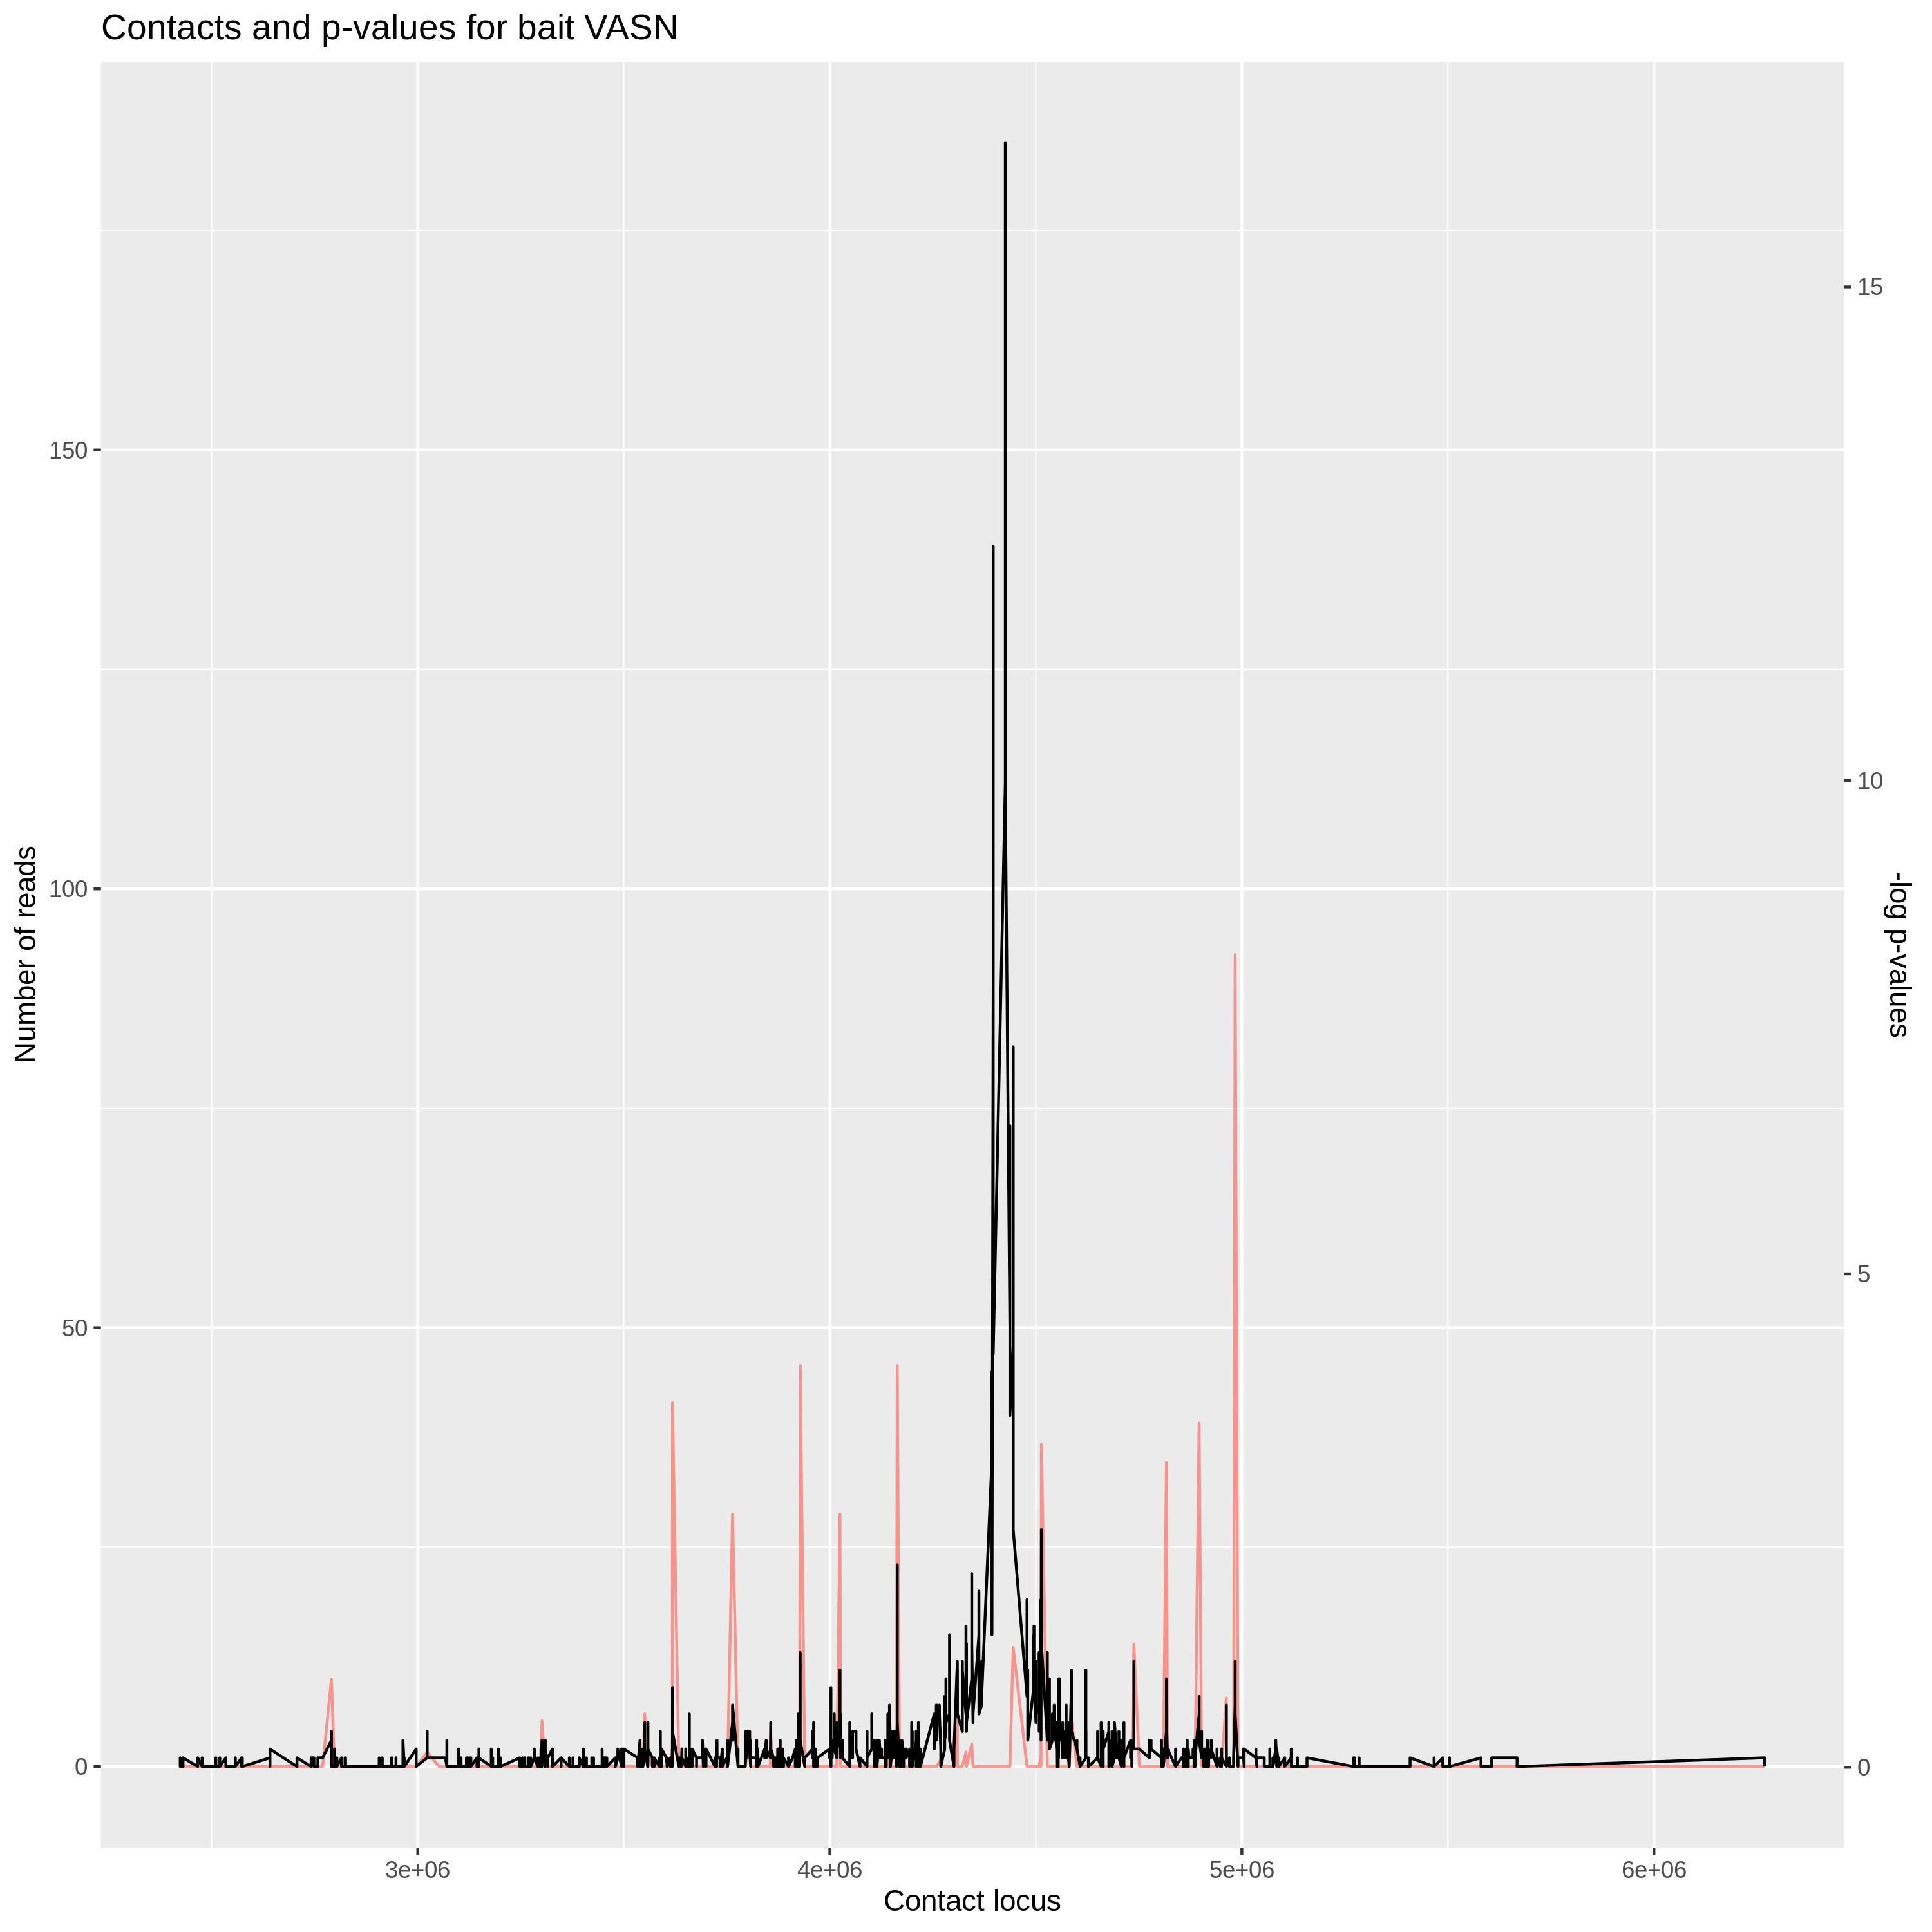 Contacts and p-values for bait VASN
Number of reads
150
100
50
0
15
10
5
0
-log p-values
3e+06
4e+06
5e+06
6e+06
Contact locus